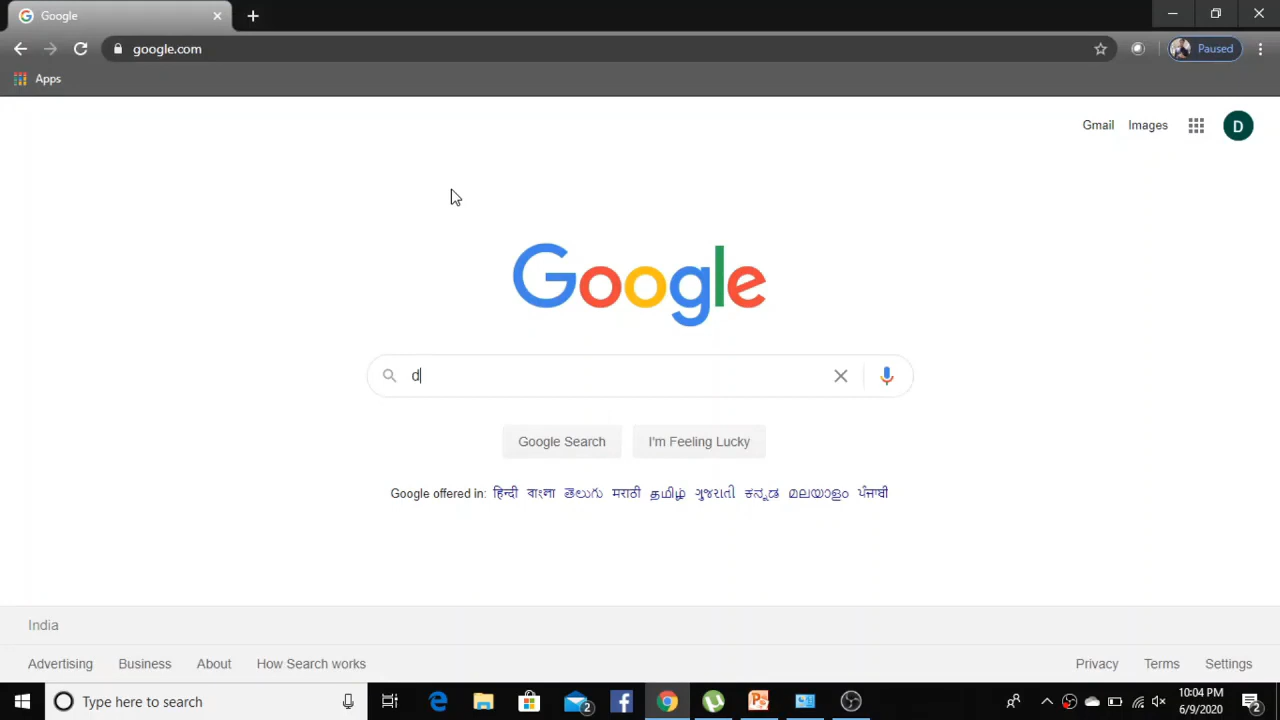 Google
google.com
Paused
Apps
Gmail Images
D
Google
d
Google Search I'm Feeling Lucky
Google offered in: हिन्दी বাংলা తెలుగు मराठी தமிழ் ગુજરાતી ಕನ್ನಡ മലയാളം ਪੰਜਾਬੀ
India
Advertising Business About How Search works Privacy Terms Settings
Type here to search
2
10:04 PM
6/9/2020
2